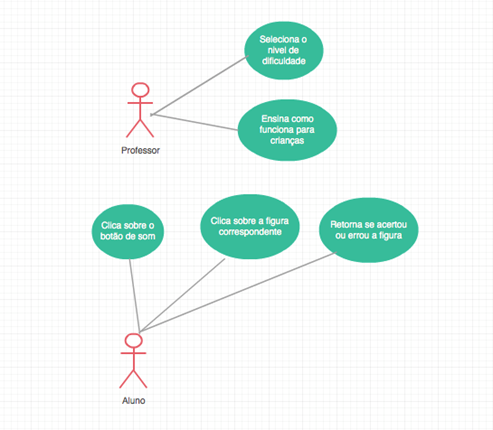 Seleciona o
nivel de
dificuldade
Ensina como
funciona para
crianças
Professor
Clica sobre o
botão de som
Clica sobre a figura
correspondente
Retorna se acertou
ou errou a figura
Aluno